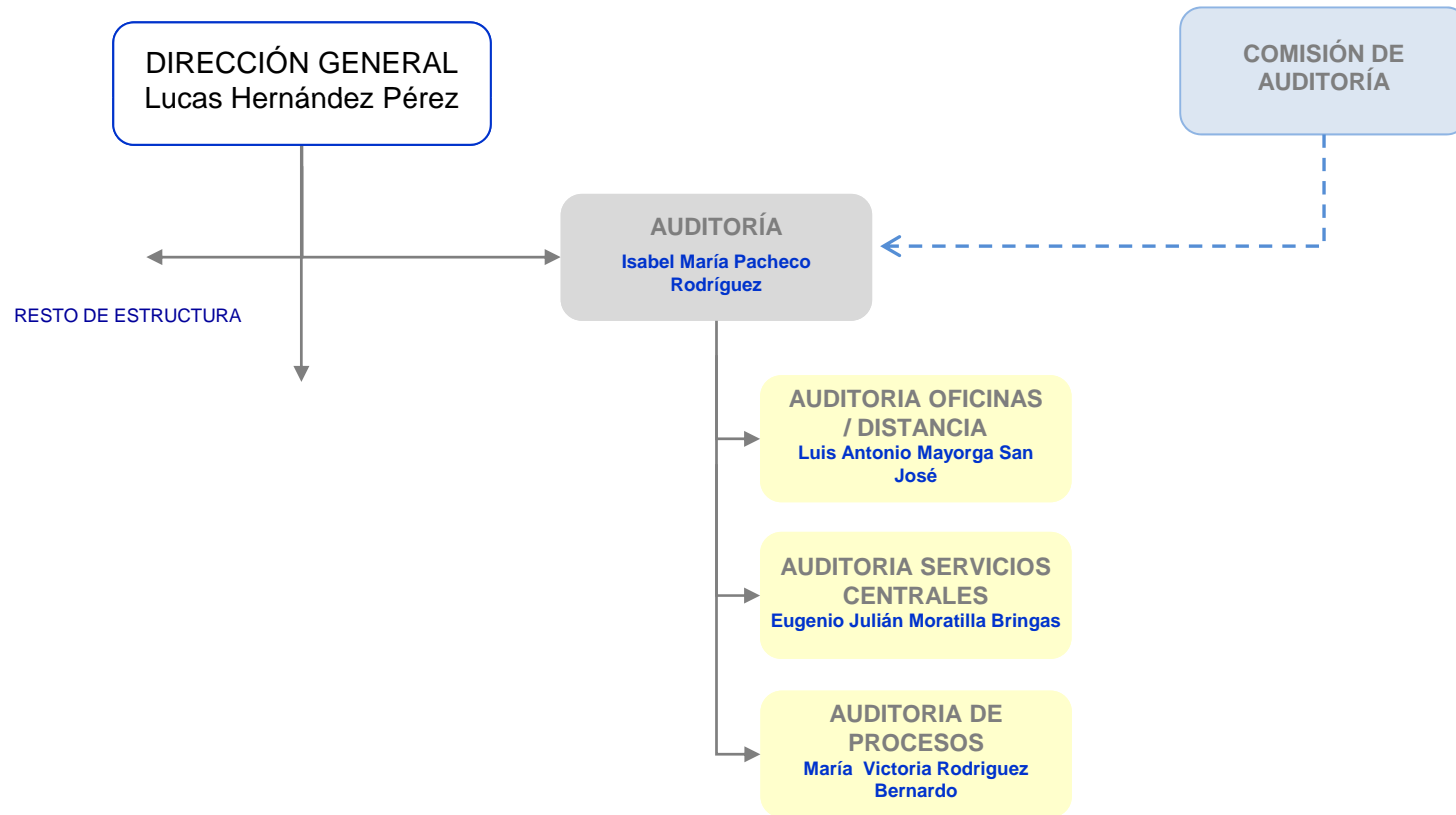 DIRECCIÓN GENERAL
Lucas Hernández Pérez
COMISIÓN DE
AUDITORÍA
AUDITORÍA
Isabel María Pacheco
Rodríguez
RESTO DE ESTRUCTURA
AUDITORIA OFICINAS
/ DISTANCIA
Luis Antonio Mayorga San
José
AUDITORIA SERVICIOS
CENTRALES
Eugenio Julián Moratilla Bringas
AUDITORIA DE
PROCESOS
María  Victoria Rodriguez
Bernardo